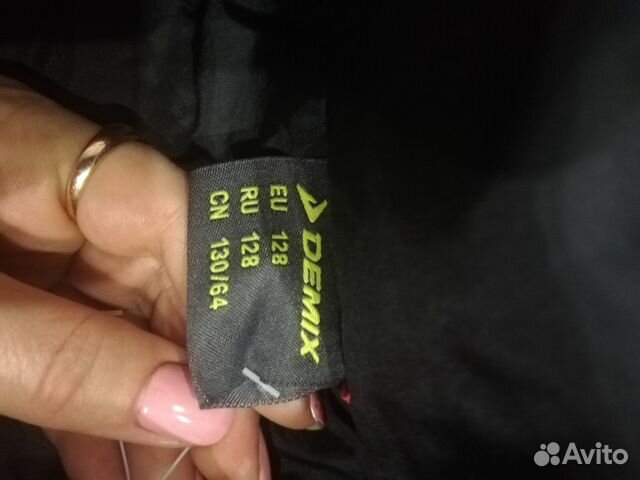 DEMIX
EU 128
RU 128
CN 130/64
Avito